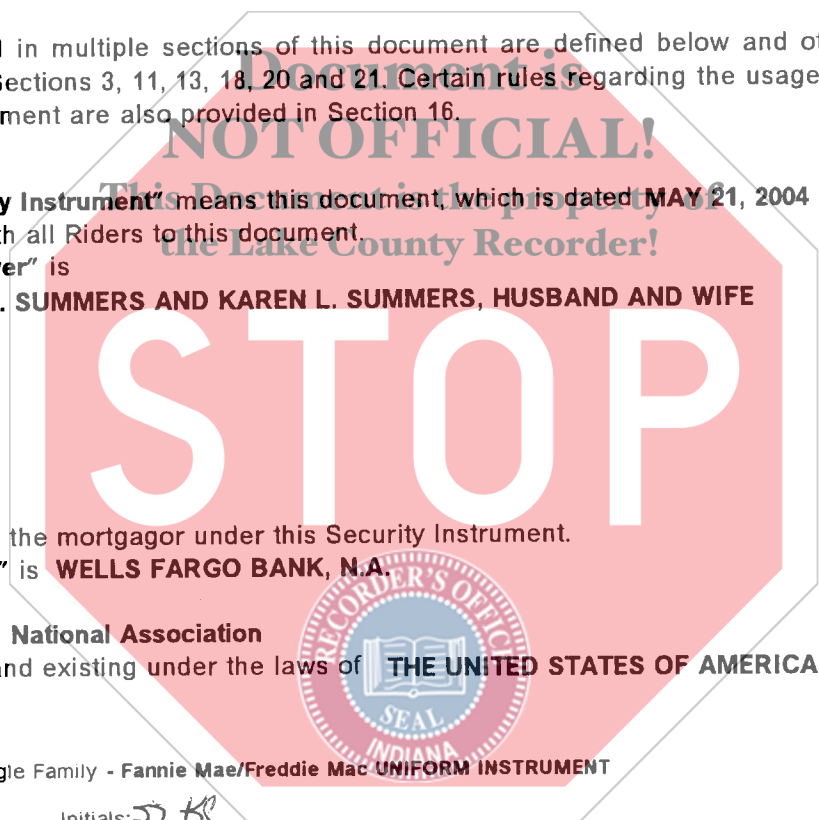 in multiple sections of this document are defined below and
Sections 3, 11, 13, 18, 20 and 21. Certain rules regarding the usage
ment are also provided in Section 16.
Document is
NOT OFFICIAL!
This Document is the property of
the Lake County Recorder!
y Instrument” means this document, which is dated MAY 21, 2004
h all Riders to this document.
er” is
. SUMMERS AND KAREN L. SUMMERS, HUSBAND AND WIFE
STOP
the mortgagor under this Security Instrument.
” is WELLS FARGO BANK, N.A.
National Association
nd existing under the laws of THE UNITED STATES OF AMERICA
RECORDER'S OFFICE
SEAL
INDIANA
gle Family - Fannie Mae/Freddie Mac UNIFORM INSTRUMENT
Initials: